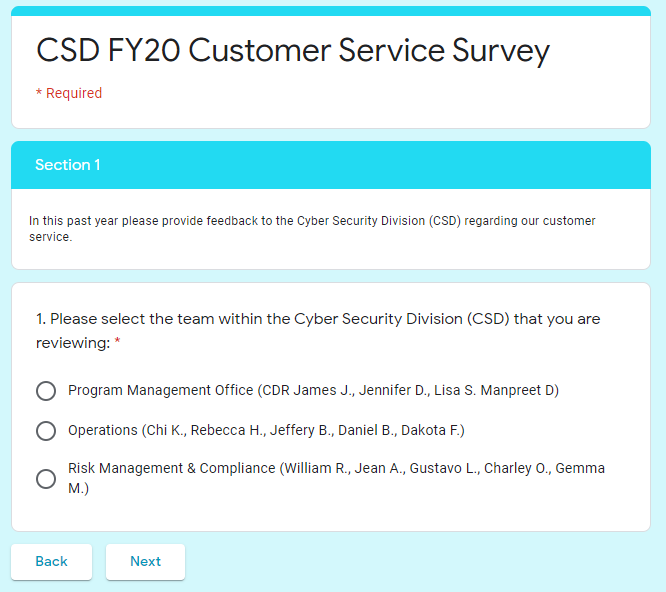 CSD FY20 Customer Service Survey
* Required
Section 1
In this past year please provide feedback to the Cyber Security Division (CSD) regarding our customer
service.
1. Please select the team within the Cyber Security Division (CSD) that you are
reviewing: *
Program Management Office (CDR James J., Jennifer D., Lisa S. Manpreet D)
Operations (Chi K., Rebecca H., Jeffery B., Daniel B., Dakota F.)
Risk Management & Compliance (William R., Jean A., Gustavo L., Charley O., Gemma
M.)
Back
Next